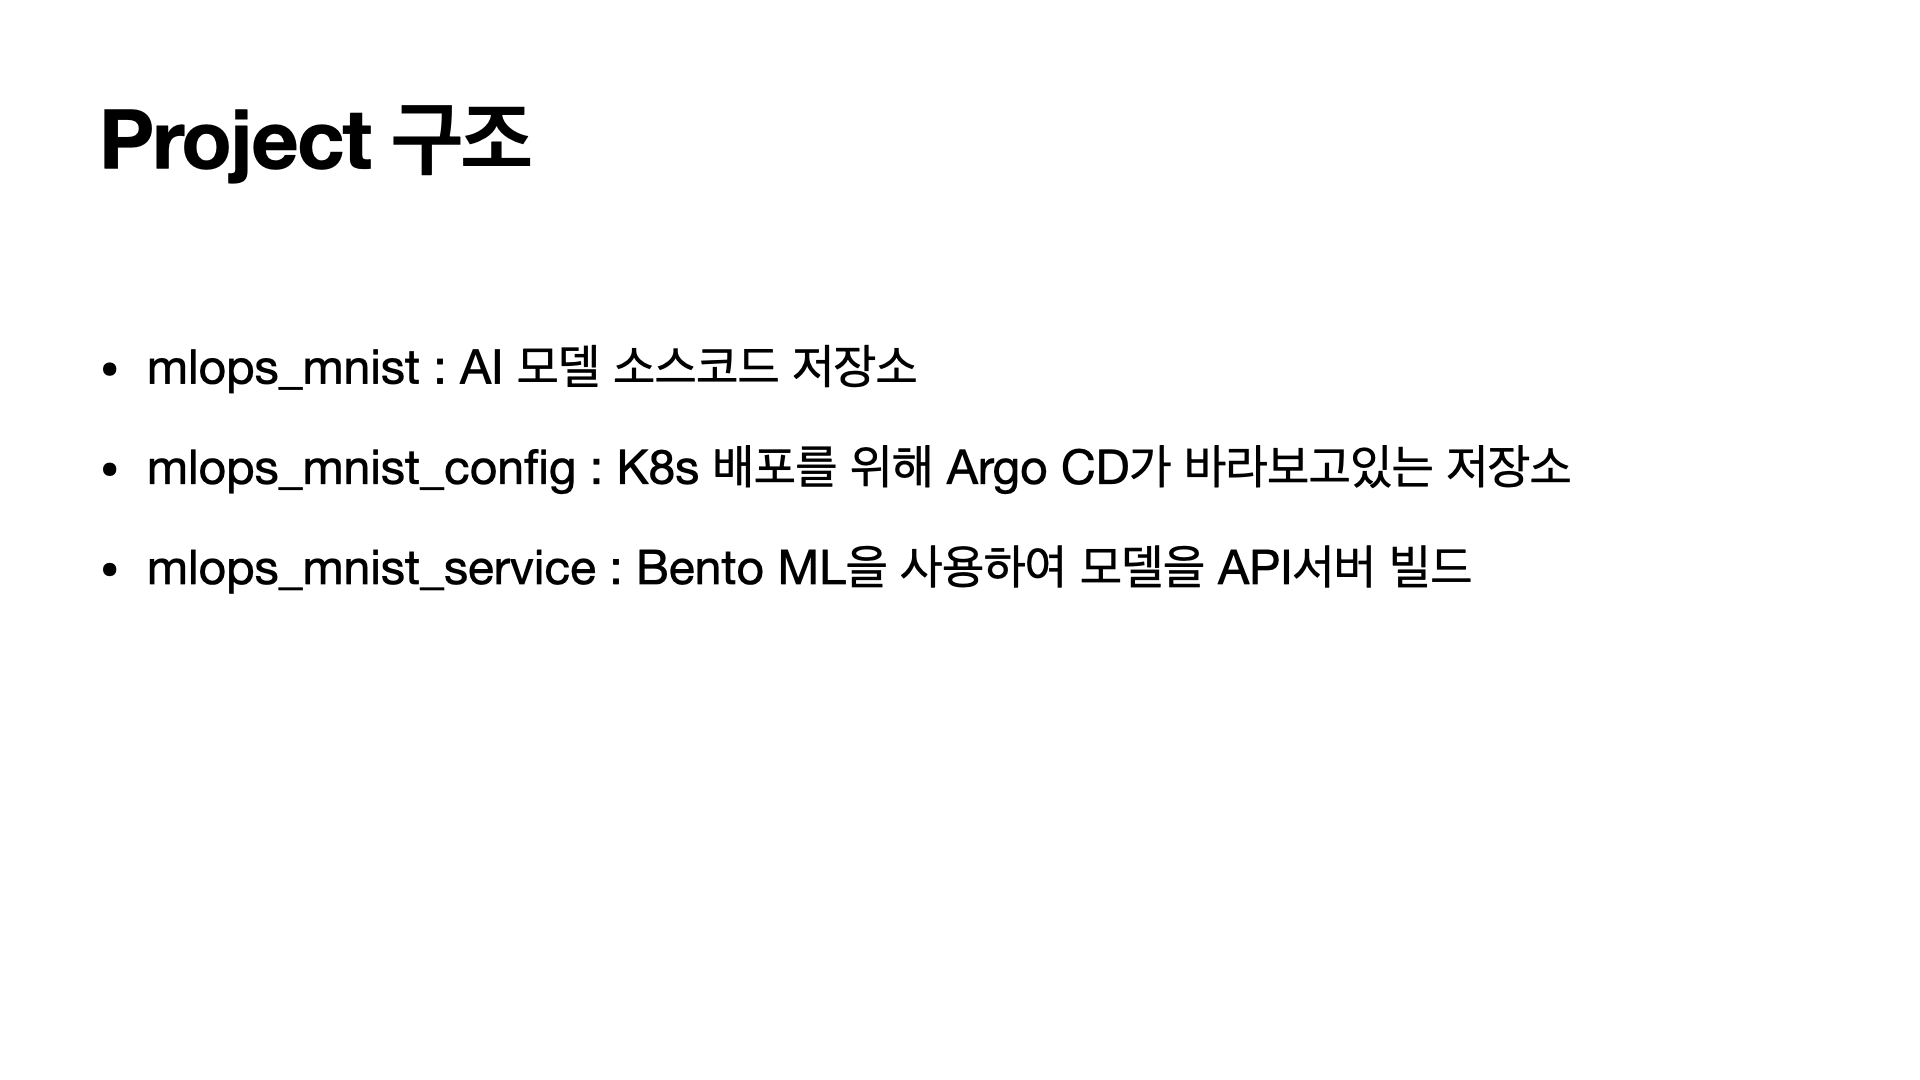 Project 구조
• mlops_mnist : AI 모델 소스코드 저장소
• mlops_mnist_config : K8s 배포를 위해 Argo CD가 바라보고있는 저장소
• mlops_mnist_service : Bento ML을 사용하여 모델을 API서버 빌드